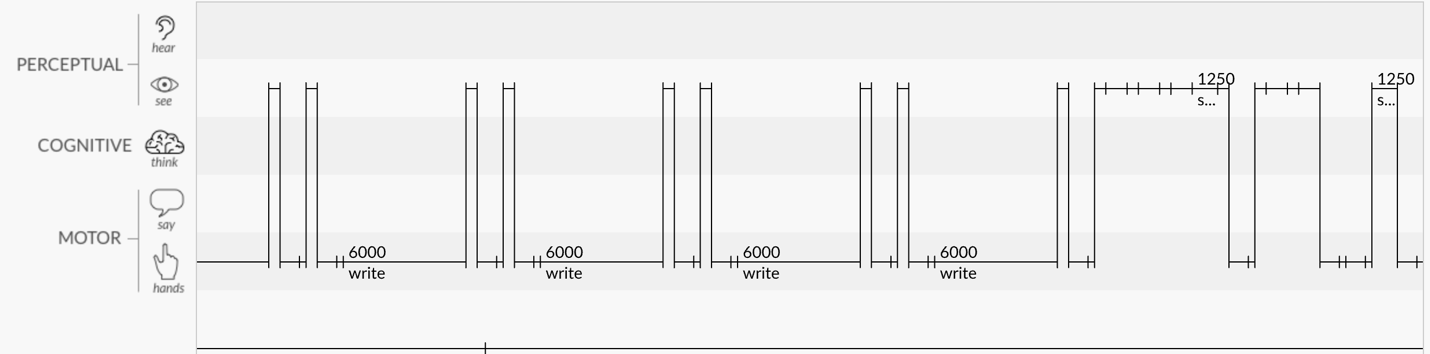 hear
PERCEPTUAL
see
COGNITIVE
think
say
MOTOR
hands
1250
s...
1250
s...
6000
write
6000
write
6000
write
6000
write